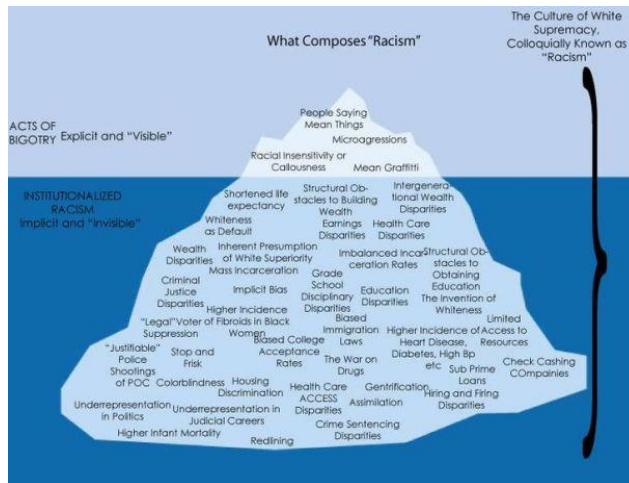 What Composes "Racism"
The Culture of White
Supremacy,
Colloquially Known as
"Racism"
ACTS OF
BIGOTRY
Explicit and "Visible"
People Saying
Mean Things
Microagressions
Racial Insensitivity or
Callousness
Mean Graffitti
INSTITUTIONALIZED
RACISM
Implicit and "Invisible"
Shortened life
expectancy
Structural Ob-
stacles to Building
Wealth
Intergenera-
tional Wealth
Disparities
Whiteness
as Default
Earnings
Disparities
Health Care
Disparities
Wealth
Disparities
Inherent Presumption
of White Superiority
Imbalanced Incar-
ceration Rates
Structural Ob-
stacles to
Obtaining
Education
Mass Incarceration
Criminal
Justice
Disparities
Implicit Bias
Grade
School
Disciplinary
Disparities
Education
Disparities
The Invention of
Whiteness
Higher Incidence
of Fibroids in Black
Women
"Legal"Voter
Suppression
Biased
Immigration
Laws
Limited
Access to
Resources
Higher Incidence of
Heart Disease,
Diabetes, High Bp
etc
"Justifiable"
Police
Shootings
of POC
Stop and
Frisk
Biased College
Acceptance
Rates
The War on
Drugs
Sub Prime
Loans
Check Cashing
COmpainies
Colorblindness
Housing
Discrimination
Health Care
ACCESS
Disparities
Gentrification
Assimilation
Hiring and Firing
Disparities
Underrepresentation
in Politics
Underrepresentation in
Judicial Careers
Crime Sentencing
Disparities
Higher Infant Mortality
Redlining